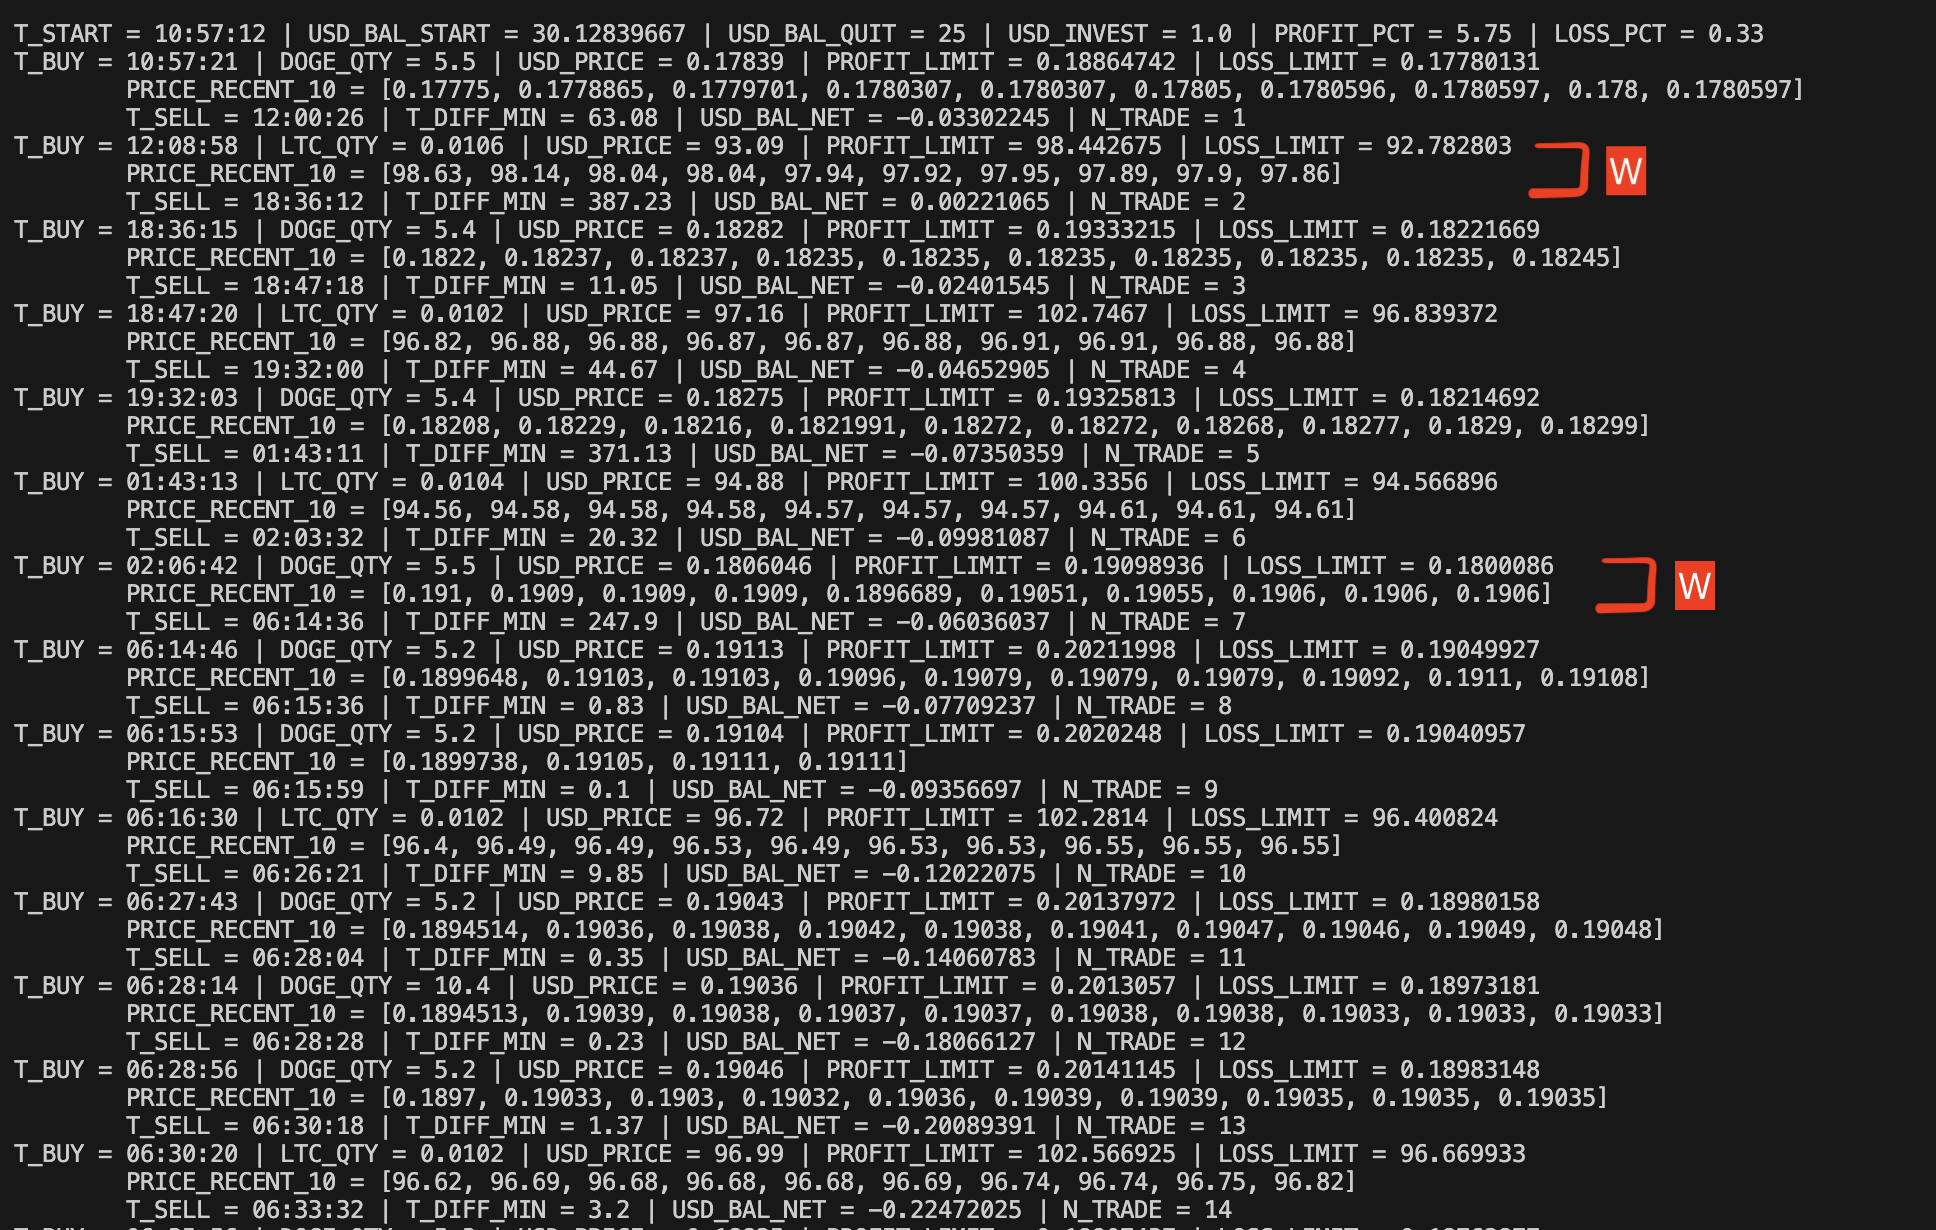 T_START = 10:57:12 | USD_BAL_START = 30.12839667 | USD_BAL_QUIT = 25 | USD_INVEST = 1.0 | PROFIT_PCT = 5.75 | LOSS_PCT = 0.33
T_BUY = 10:57:21 | DOGE_QTY = 5.5 | USD_PRICE = 0.17839 | PROFIT_LIMIT = 0.18864742 | LOSS_LIMIT = 0.17780131
PRICE_RECENT_10 = [0.17775, 0.1778865, 0.1779701, 0.1780307, 0.1780307, 0.17805, 0.1780596, 0.1780597, 0.178, 0.1780597]
T_SELL = 12:00:26 | T_DIFF_MIN = 63.08 | USD_BAL_NET = -0.03302245 | N_TRADE = 1
T_BUY = 12:08:58 | LTC_QTY = 0.0106 | USD_PRICE = 93.09 | PROFIT_LIMIT = 98.442675 | LOSS_LIMIT = 92.782803
PRICE_RECENT_10 = [98.63, 98.14, 98.04, 98.04, 97.94, 97.92, 97.95, 97.89, 97.9, 97.86]
W
T_SELL = 18:36:12 | T_DIFF_MIN = 387.23 | USD_BAL_NET = 0.00221065 | N_TRADE = 2
T_BUY = 18:36:15 | DOGE_QTY = 5.4 | USD_PRICE = 0.18282 | PROFIT_LIMIT = 0.19333215 | LOSS_LIMIT = 0.18221669
PRICE_RECENT_10 = [0.1822, 0.18237, 0.18237, 0.18235, 0.18235, 0.18235, 0.18235, 0.18235, 0.18235, 0.18245]
T_SELL = 18:47:18 | T_DIFF_MIN = 11.05 | USD_BAL_NET = -0.02401545 | N_TRADE = 3
T_BUY = 18:47:20 | LTC_QTY = 0.0102 | USD_PRICE = 97.16 | PROFIT_LIMIT = 102.7467 | LOSS_LIMIT = 96.839372
PRICE_RECENT_10 = [96.82, 96.88, 96.88, 96.87, 96.87, 96.88, 96.91, 96.91, 96.88, 96.88]
T_SELL = 19:32:00 | T_DIFF_MIN = 44.67 | USD_BAL_NET = -0.04652905 | N_TRADE = 4
T_BUY = 19:32:03 | DOGE_QTY = 5.4 | USD_PRICE = 0.18275 | PROFIT_LIMIT = 0.19325813 | LOSS_LIMIT = 0.18214692
PRICE_RECENT_10 = [0.18208, 0.18229, 0.18216, 0.1821991, 0.18272, 0.18272, 0.18268, 0.18277, 0.1829, 0.18299]
T_SELL = 01:43:11 | T_DIFF_MIN = 371.13 | USD_BAL_NET = -0.07350359 | N_TRADE = 5
T_BUY = 01:43:13 | LTC_QTY = 0.0104 | USD_PRICE = 94.88 | PROFIT_LIMIT = 100.3356 | LOSS_LIMIT = 94.566896
PRICE_RECENT_10 = [94.56, 94.58, 94.58, 94.58, 94.57, 94.57, 94.57, 94.61, 94.61, 94.61]
T_SELL = 02:03:32 | T_DIFF_MIN = 20.32 | USD_BAL_NET = -0.09981087 | N_TRADE = 6
T_BUY = 02:06:42 | DOGE_QTY = 5.5 | USD_PRICE = 0.1806046 | PROFIT_LIMIT = 0.19098936 | LOSS_LIMIT = 0.1800086
PRICE_RECENT_10 = [0.191, 0.1909, 0.1909, 0.1909, 0.1896689, 0.19051, 0.19055, 0.1906, 0.1906, 0.1906]
W
T_SELL = 06:14:36 | T_DIFF_MIN = 247.9 | USD_BAL_NET = -0.06036037 | N_TRADE = 7
T_BUY = 06:14:46 | DOGE_QTY = 5.2 | USD_PRICE = 0.19113 | PROFIT_LIMIT = 0.20211998 | LOSS_LIMIT = 0.19049927
PRICE_RECENT_10 = [0.1899648, 0.19103, 0.19103, 0.19096, 0.19079, 0.19079, 0.19079, 0.19092, 0.1911, 0.19108]
T_SELL = 06:15:36 | T_DIFF_MIN = 0.83 | USD_BAL_NET = -0.07709237 | N_TRADE = 8
T_BUY = 06:15:53 | DOGE_QTY = 5.2 | USD_PRICE = 0.19104 | PROFIT_LIMIT = 0.2020248 | LOSS_LIMIT = 0.19040957
PRICE_RECENT_10 = [0.1899738, 0.19105, 0.19111, 0.19111]
T_SELL = 06:15:59 | T_DIFF_MIN = 0.1 | USD_BAL_NET = -0.09356697 | N_TRADE = 9
T_BUY = 06:16:30 | LTC_QTY = 0.0102 | USD_PRICE = 96.72 | PROFIT_LIMIT = 102.2814 | LOSS_LIMIT = 96.400824
PRICE_RECENT_10 = [96.4, 96.49, 96.49, 96.53, 96.49, 96.53, 96.53, 96.55, 96.55, 96.55]
T_SELL = 06:26:21 | T_DIFF_MIN = 9.85 | USD_BAL_NET = -0.12022075 | N_TRADE = 10
T_BUY = 06:27:43 | DOGE_QTY = 5.2 | USD_PRICE = 0.19043 | PROFIT_LIMIT = 0.20137972 | LOSS_LIMIT = 0.18980158
PRICE_RECENT_10 = [0.1894514, 0.19036, 0.19038, 0.19042, 0.19038, 0.19041, 0.19047, 0.19046, 0.19049, 0.19048]
T_SELL = 06:28:04 | T_DIFF_MIN = 0.35 | USD_BAL_NET = -0.14060783 | N_TRADE = 11
T_BUY = 06:28:14 | DOGE_QTY = 10.4 | USD_PRICE = 0.19036 | PROFIT_LIMIT = 0.2013057 | LOSS_LIMIT = 0.18973181
PRICE_RECENT_10 = [0.1894513, 0.19039, 0.19038, 0.19037, 0.19037, 0.19038, 0.19038, 0.19033, 0.19033, 0.19033]
T_SELL = 06:28:28 | T_DIFF_MIN = 0.23 | USD_BAL_NET = -0.18066127 | N_TRADE = 12
T_BUY = 06:28:56 | DOGE_QTY = 5.2 | USD_PRICE = 0.19046 | PROFIT_LIMIT = 0.20141145 | LOSS_LIMIT = 0.18983148
PRICE_RECENT_10 = [0.1897, 0.19033, 0.1903, 0.19032, 0.19036, 0.19039, 0.19039, 0.19035, 0.19035, 0.19035]
T_SELL = 06:30:18 | T_DIFF_MIN = 1.37 | USD_BAL_NET = -0.20089391 | N_TRADE = 13
T_BUY = 06:30:20 | LTC_QTY = 0.0102 | USD_PRICE = 96.99 | PROFIT_LIMIT = 102.566925 | LOSS_LIMIT = 96.669933
PRICE_RECENT_10 = [96.62, 96.69, 96.68, 96.68, 96.68, 96.69, 96.74, 96.74, 96.75, 96.82]
T_SELL = 06:33:32 | T_DIFF_MIN = 3.2 | USD_BAL_NET = -0.22472025 | N_TRADE = 14